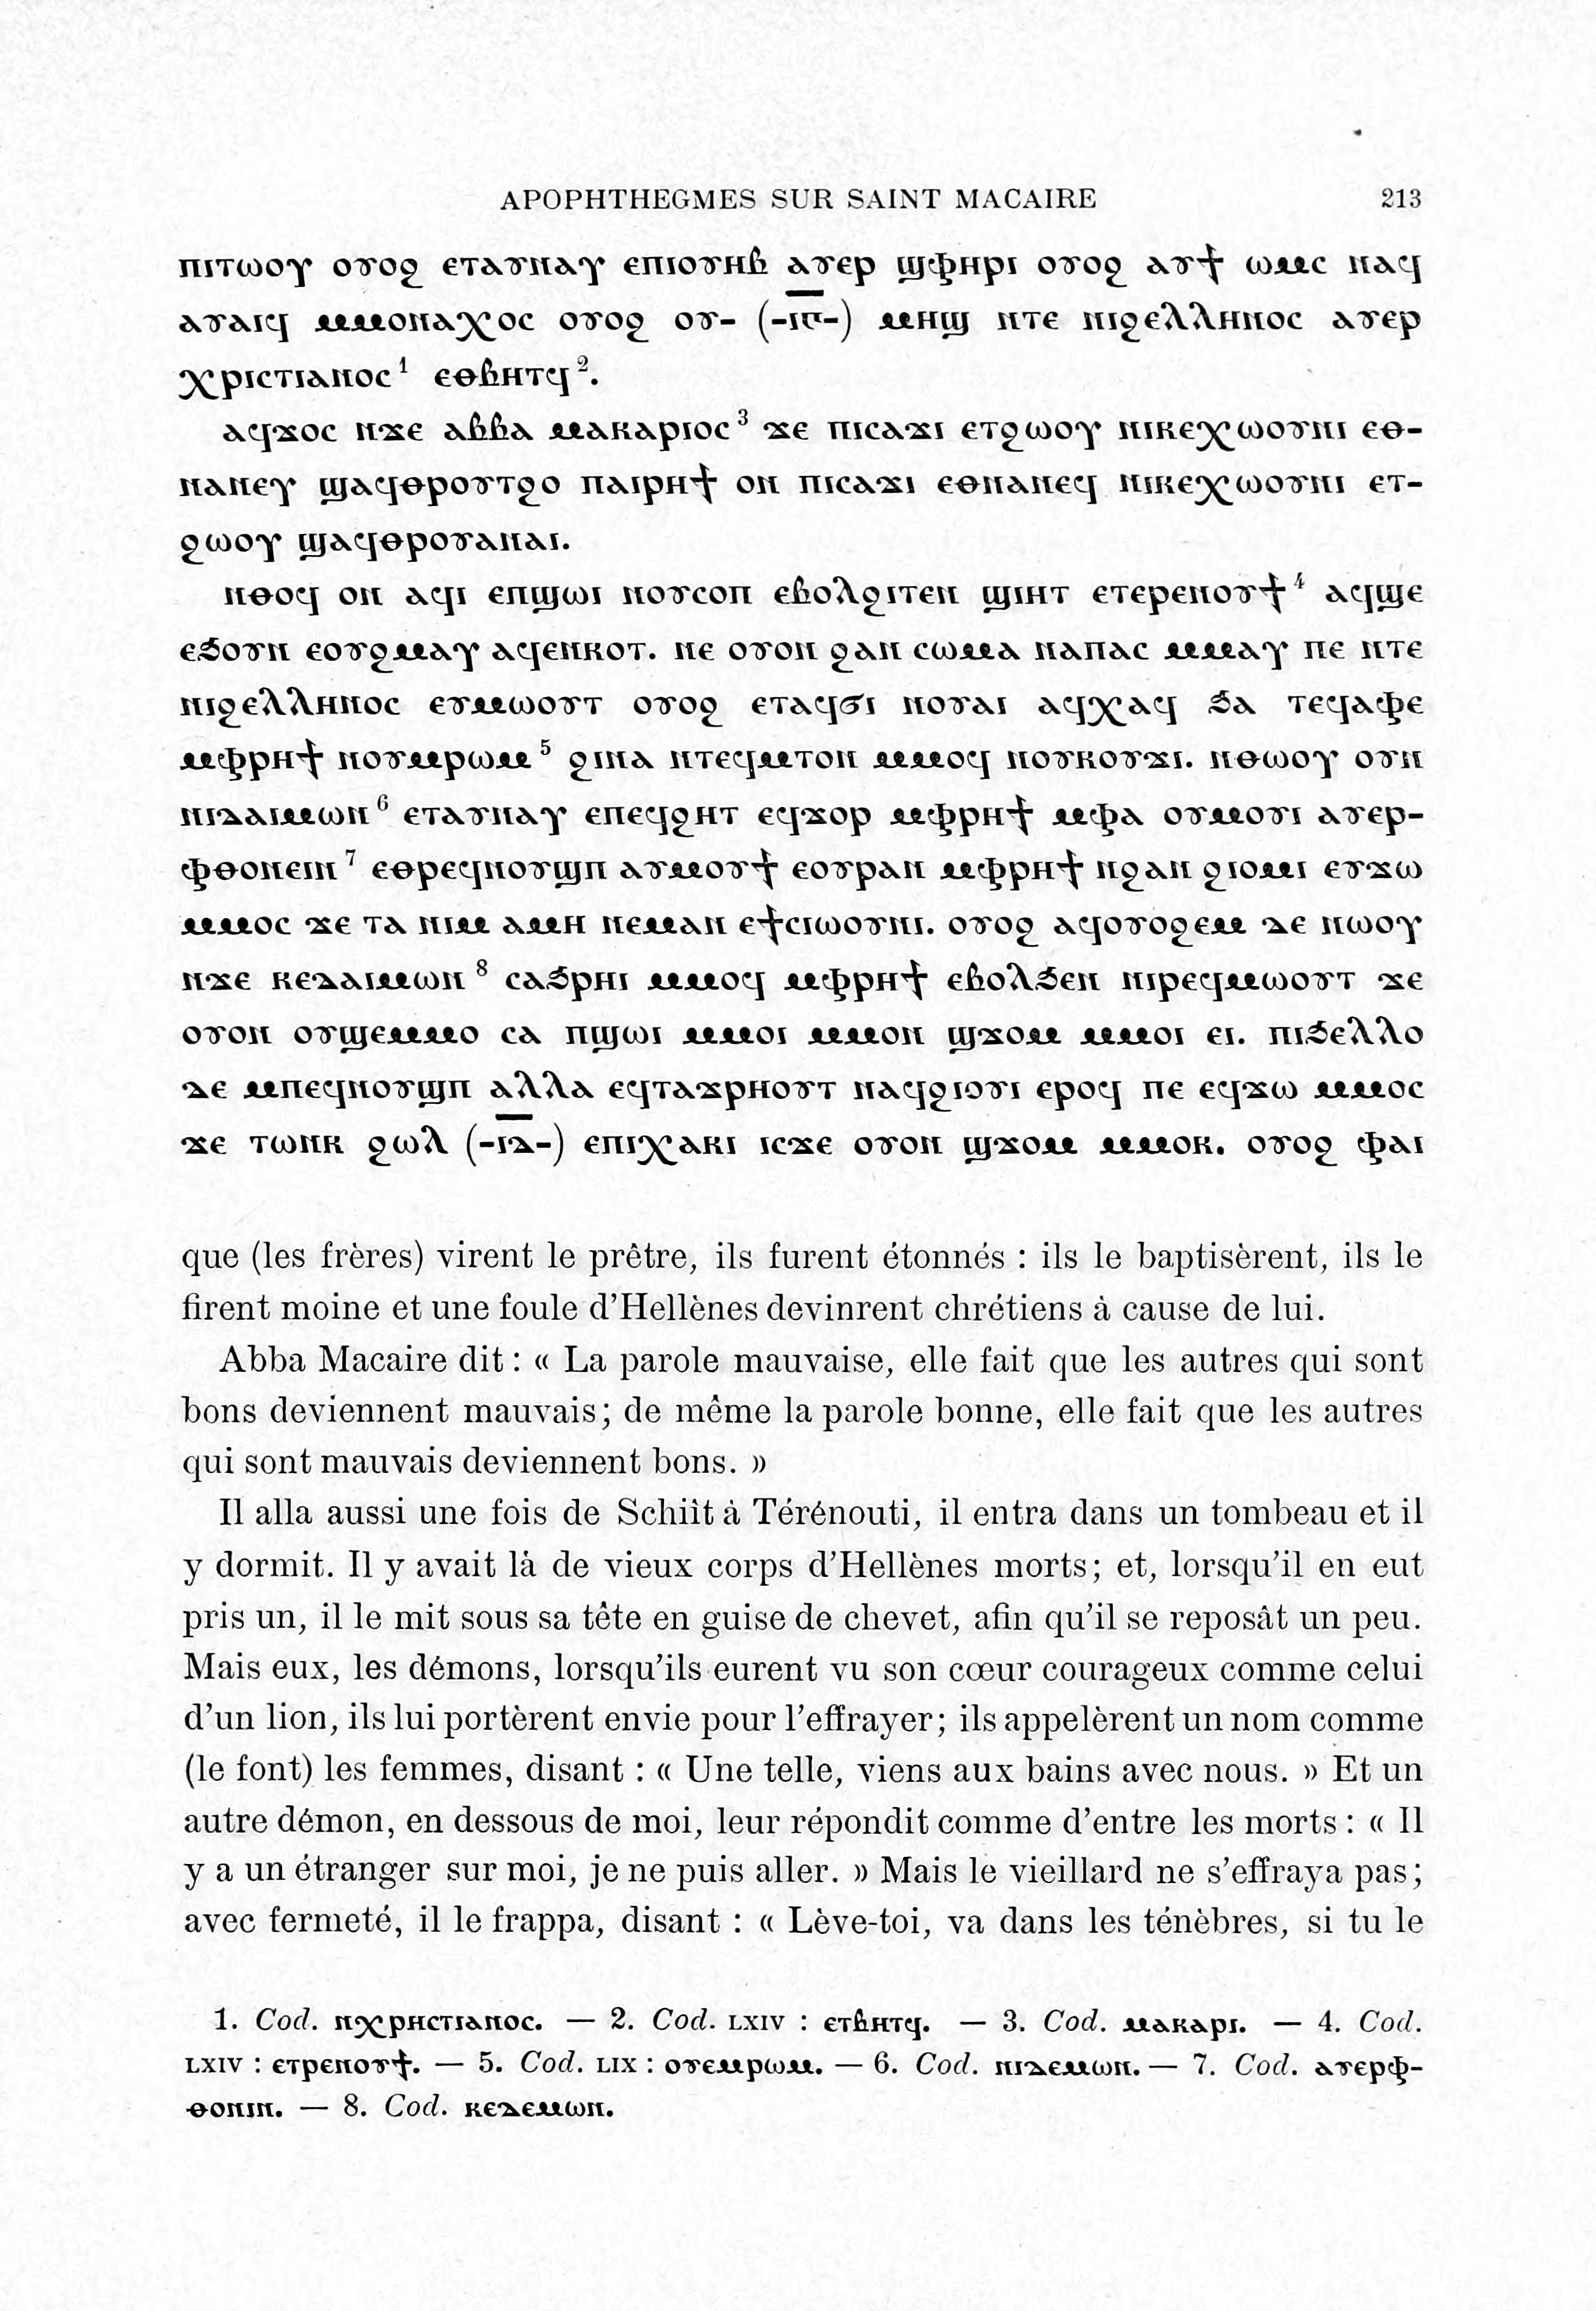 APOPHTHEGMES SUR SAINT MACAIRE 213
ⲡⲓⲧⲱⲟⲩ ⲟⲩⲟϩ ⲉⲧⲁⲩⲛⲁⲩ ⲉⲡⲓⲟⲩⲏⲃ ⲁⲩⲉⲣ ϣⲫⲏⲣⲓ ⲟⲩⲟϩ ⲁⲩϯ ⲱⲙⲥ ⲛⲁϥ
ⲁⲩⲁⲓϥ ⲙⲙⲟⲛⲁⲭⲟⲥ ⲟⲩⲟϩ ⲟⲩ- (-ⲓⲅ-) ⲙⲏϣ ⲛⲧⲉ ⲛⲓϩⲉⲗⲗⲏⲛⲟⲥ ⲁⲩⲉⲣ
ⲭⲣⲓⲥⲧⲓⲁⲛⲟⲥ¹ ⲉⲑⲃⲏⲧϥ².
ⲁϥϫⲟⲥ ⲛϫⲉ ⲁⲃⲃⲁ ⲙⲁⲕⲁⲣⲓⲟⲥ³ ϫⲉ ⲡⲓⲥⲁϫⲓ ⲉⲧϩⲱⲟⲩ ⲛⲓⲕⲉⲭⲱⲟⲩⲛⲓ ⲉⲑ-
ⲛⲁⲛⲉⲩ ϣⲁϥⲑⲣⲟⲩⲧϩⲟ ⲡⲁⲓⲣⲏϯ ⲟⲛ ⲡⲓⲥⲁϫⲓ ⲉⲑⲛⲁⲛⲉϥ ⲛⲓⲕⲉⲭⲱⲟⲩⲛⲓ ⲉⲧ-
ϩⲱⲟⲩ ϣⲁϥⲑⲣⲟⲩⲁⲛⲁⲓ.
ⲛⲑⲟϥ ⲟⲛ ⲁϥⲓ ⲉⲡϣⲱⲓ ⲛⲟⲩⲥⲟⲡ ⲉⲃⲟⲗϩⲓⲧⲉⲛ ϣⲓⲏⲧ ⲉⲧⲉⲣⲉⲛⲟⲩϯ⁴ ⲁϥϣⲉ
ⲉϧⲟⲩⲛ ⲉⲟⲩϩⲙⲁⲩ ⲁϥⲉⲛⲕⲟⲧ. ⲛⲉ ⲟⲩⲟⲛ ϩⲁⲛ ⲥⲱⲙⲁ ⲛⲁⲡⲁⲥ ⲙⲙⲁⲩ ⲡⲉ ⲛⲧⲉ
ⲛⲓϩⲉⲗⲗⲏⲛⲟⲥ ⲉⲩⲙⲱⲟⲩⲧ ⲟⲩⲟϩ ⲉⲧⲁϥϭⲓ ⲛⲟⲩⲁⲓ ⲁϥⲭⲁϥ ϧⲁ ⲧⲉϥⲁⲫⲉ
ⲙⲫⲣⲏϯ ⲛⲟⲩⲙⲣⲱⲙ⁵ ϩⲓⲛⲁ ⲛⲧⲉϥⲙⲧⲟⲛ ⲙⲙⲟϥ ⲛⲟⲩⲕⲟⲩϫⲓ. ⲛⲑⲱⲟⲩ ⲟⲩⲛ
ⲛⲓⲇⲁⲓⲙⲱⲛ⁶ ⲉⲧⲁⲩⲛⲁⲩ ⲉⲡⲉϥϩⲏⲧ ⲉϥϫⲟⲣ ⲙⲫⲣⲏϯ ⲙⲫⲁ ⲟⲩⲙⲟⲩⲓ ⲁⲩⲉⲣ-
ⲫⲑⲟⲛⲉⲓⲛ⁷ ⲉⲑⲣⲉϥⲛⲟⲩϣⲡ ⲁⲩⲙⲟⲩϯ ⲉⲟⲩⲣⲁⲛ ⲙⲫⲣⲏϯ ⲛϩⲁⲛ ϩⲓⲟⲙⲓ ⲉⲩϫⲱ
ⲙⲙⲟⲥ ϫⲉ ⲧⲁ ⲛⲓⲙ ⲁⲙⲏ ⲛⲉⲙⲁⲛ ⲉϯⲥⲓⲱⲟⲩⲛⲓ. ⲟⲩⲟϩ ⲁϥⲟⲩⲟϩⲉⲙ ⲇⲉ ⲛⲱⲟⲩ
ⲛϫⲉ ⲕⲉⲇⲁⲓⲙⲱⲛ⁸ ⲥⲁϧⲣⲏⲓ ⲙⲙⲟϥ ⲙⲫⲣⲏϯ ⲉⲃⲟⲗϧⲉⲛ ⲛⲓⲣⲉϥⲙⲱⲟⲩⲧ ϫⲉ
ⲟⲩⲟⲛ ⲟⲩϣⲉⲙⲙⲟ ⲥⲁ ⲡϣⲱⲓ ⲙⲙⲟⲓ ⲙⲙⲟⲛ ϣϫⲟⲙ ⲙⲙⲟⲓ ⲉⲓ. ⲡⲓϧⲉⲗⲗⲟ
ⲇⲉ ⲙⲡⲉϥⲛⲟⲩϣⲡ ⲁⲗⲗⲁ ⲉϥⲧⲁϫⲣⲏⲟⲩⲧ ⲛⲁϥϩⲓⲟⲩⲓ ⲉⲣⲟϥ ⲡⲉ ⲉϥϫⲱ ⲙⲙⲟⲥ
ϫⲉ ⲧⲱⲛⲕ ϩⲱⲗ (-ⲓⲇ-) ⲉⲡⲓⲭⲁⲕⲓ ⲓⲥϫⲉ ⲟⲩⲟⲛ ϣϫⲟⲙ ⲙⲙⲟⲕ. ⲟⲩⲟϩ ⲫⲁⲓ
que (les frères) virent le prêtre, ils furent étonnés : ils le baptisèrent, ils le
firent moine et une foule d'Hellènes devinrent chrétiens à cause de lui.
Abba Macaire dit : « La parole mauvaise, elle fait que les autres qui sont
bons deviennent mauvais; de même la parole bonne, elle fait que les autres
qui sont mauvais deviennent bons. »
Il alla aussi une fois de Schiît à Térénouti, il entra dans un tombeau et il
y dormit. Il y avait là de vieux corps d'Hellènes morts; et, lorsqu'il en eut
pris un, il le mit sous sa tête en guise de chevet, afin qu'il se reposât un peu.
Mais eux, les démons, lorsqu'ils eurent vu son cœur courageux comme celui
d'un lion, ils lui portèrent envie pour l'effrayer; ils appelèrent un nom comme
(le font) les femmes, disant : « Une telle, viens aux bains avec nous. » Et un
autre démon, en dessous de moi, leur répondit comme d'entre les morts : « Il
y a un étranger sur moi, je ne puis aller. » Mais le vieillard ne s'effraya pas;
avec fermeté, il le frappa, disant : « Lève-toi, va dans les ténèbres, si tu le
1. Cod. ⲛⲭⲣⲏⲥⲧⲓⲁⲛⲟⲥ. — 2. Cod. LXIV : ⲉⲧⲃⲏⲧϥ. — 3. Cod. ⲙⲁⲕⲁⲣⲓ. — 4. Cod.
LXIV : ⲉⲧⲣⲉⲛⲟⲩϯ. — 5. Cod. LIX : ⲟⲩⲉⲙⲣⲱⲙ. — 6. Cod. ⲛⲓⲇⲉⲙⲱⲛ. — 7. Cod. ⲁⲩⲉⲣⲫ-
ⲑⲟⲛⲓⲛ. — 8. Cod. ⲕⲉⲇⲉⲙⲱⲛ.